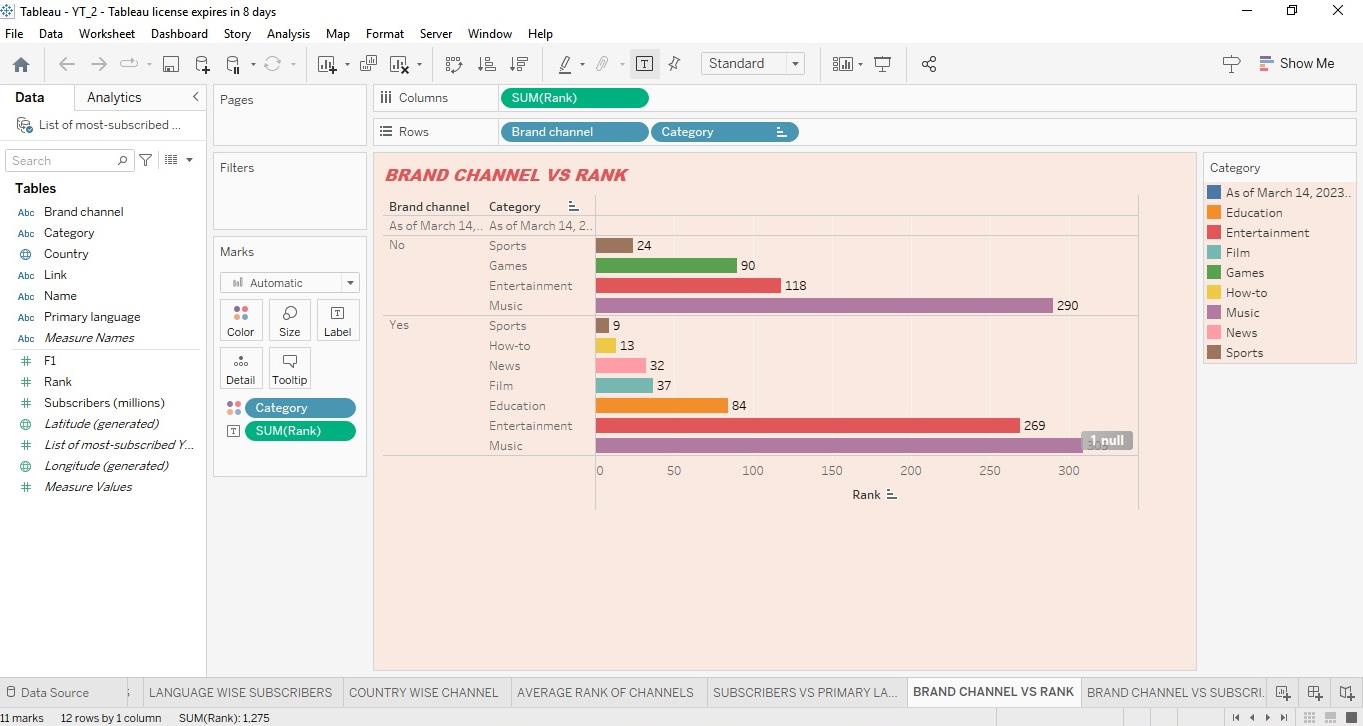 Tableau - YT_2 - Tableau license expires in 8 days
File Data Worksheet Dashboard Story Analysis Map Format Server Window Help
Standard
Show Me
Data Analytics
List of most-subscribed ...
Search
Tables
Abc Brand channel
Abc Category
Country
Abc Link
Abc Name
Abc Primary language
Abc Measure Names
F1
Rank
Subscribers (millions)
Latitude (generated)
List of most-subscribed Y...
Longitude (generated)
Measure Values
Pages
Filters
Marks
Automatic
Color Size Label
Detail Tooltip
Category
SUM(Rank)
Columns SUM(Rank)
Rows Brand channel Category
BRAND CHANNEL VS RANK
Brand channel Category
As of March 14,.. As of March 14, 2..
No Sports 24
Games 90
Entertainment 118
Music 290
Yes Sports 9
How-to 13
News 32
Film 37
Education 84
Entertainment 269
Music 1 null
0 50 100 150 200 250 300
Rank
Category
As of March 14, 2023..
Education
Entertainment
Film
Games
How-to
Music
News
Sports
Data Source LANGUAGE WISE SUBSCRIBERS COUNTRY WISE CHANNEL AVERAGE RANK OF CHANNELS SUBSCRIBERS VS PRIMARY LA... BRAND CHANNEL VS RANK BRAND CHANNEL VS SUBSCRI.
11 marks 12 rows by 1 column SUM(Rank): 1,275